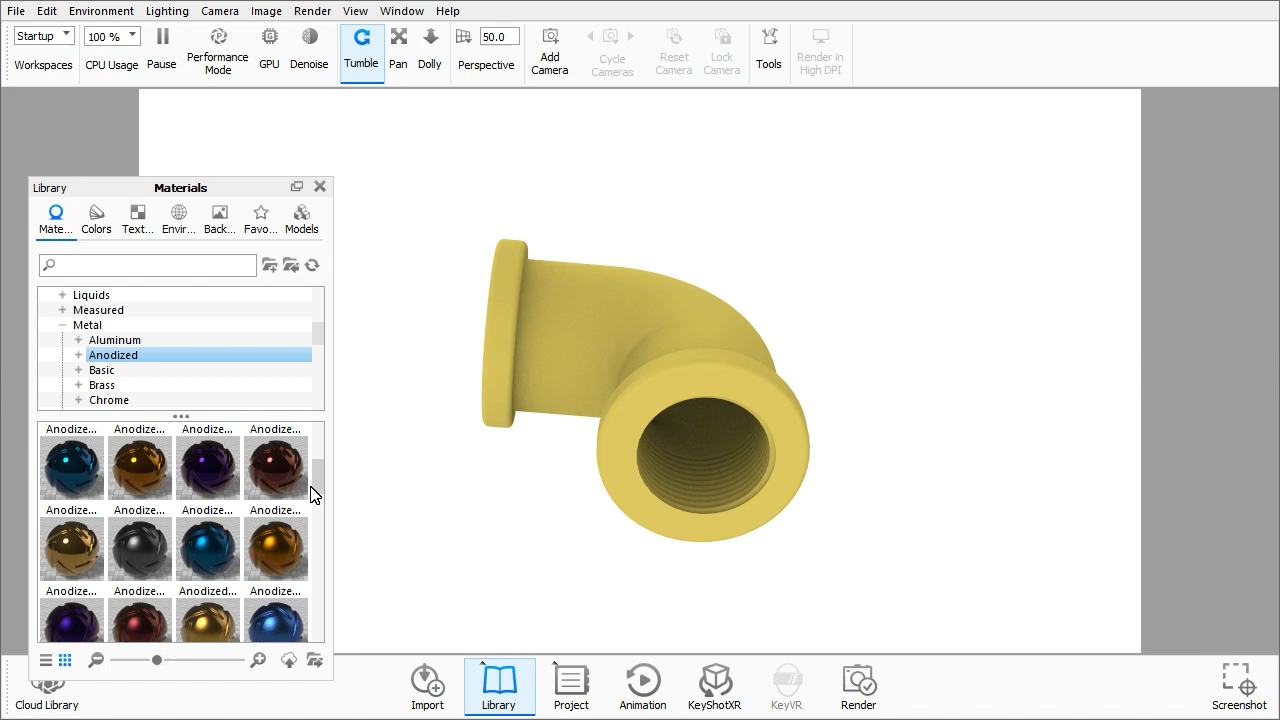 File Edit Environment Lighting Camera Image Render View Window Help
Startup 100 % 50.0
Workspaces CPU Usage Pause Performance Mode GPU Denoise Tumble Pan Dolly Perspective Add Camera Cycle Cameras Reset Camera Lock Camera Tools Render in High DPI
Library Materials
Mate... Colors Text... Envir... Back... Favo... Models
Liquids
Measured
Metal
Aluminum
Anodized
Basic
Brass
Chrome
Anodize... Anodize... Anodize... Anodize...
Anodize... Anodize... Anodize... Anodize...
Anodize... Anodize... Anodized... Anodize...
Cloud Library Import Library Project Animation KeyShotXR KeyVR Render Screenshot